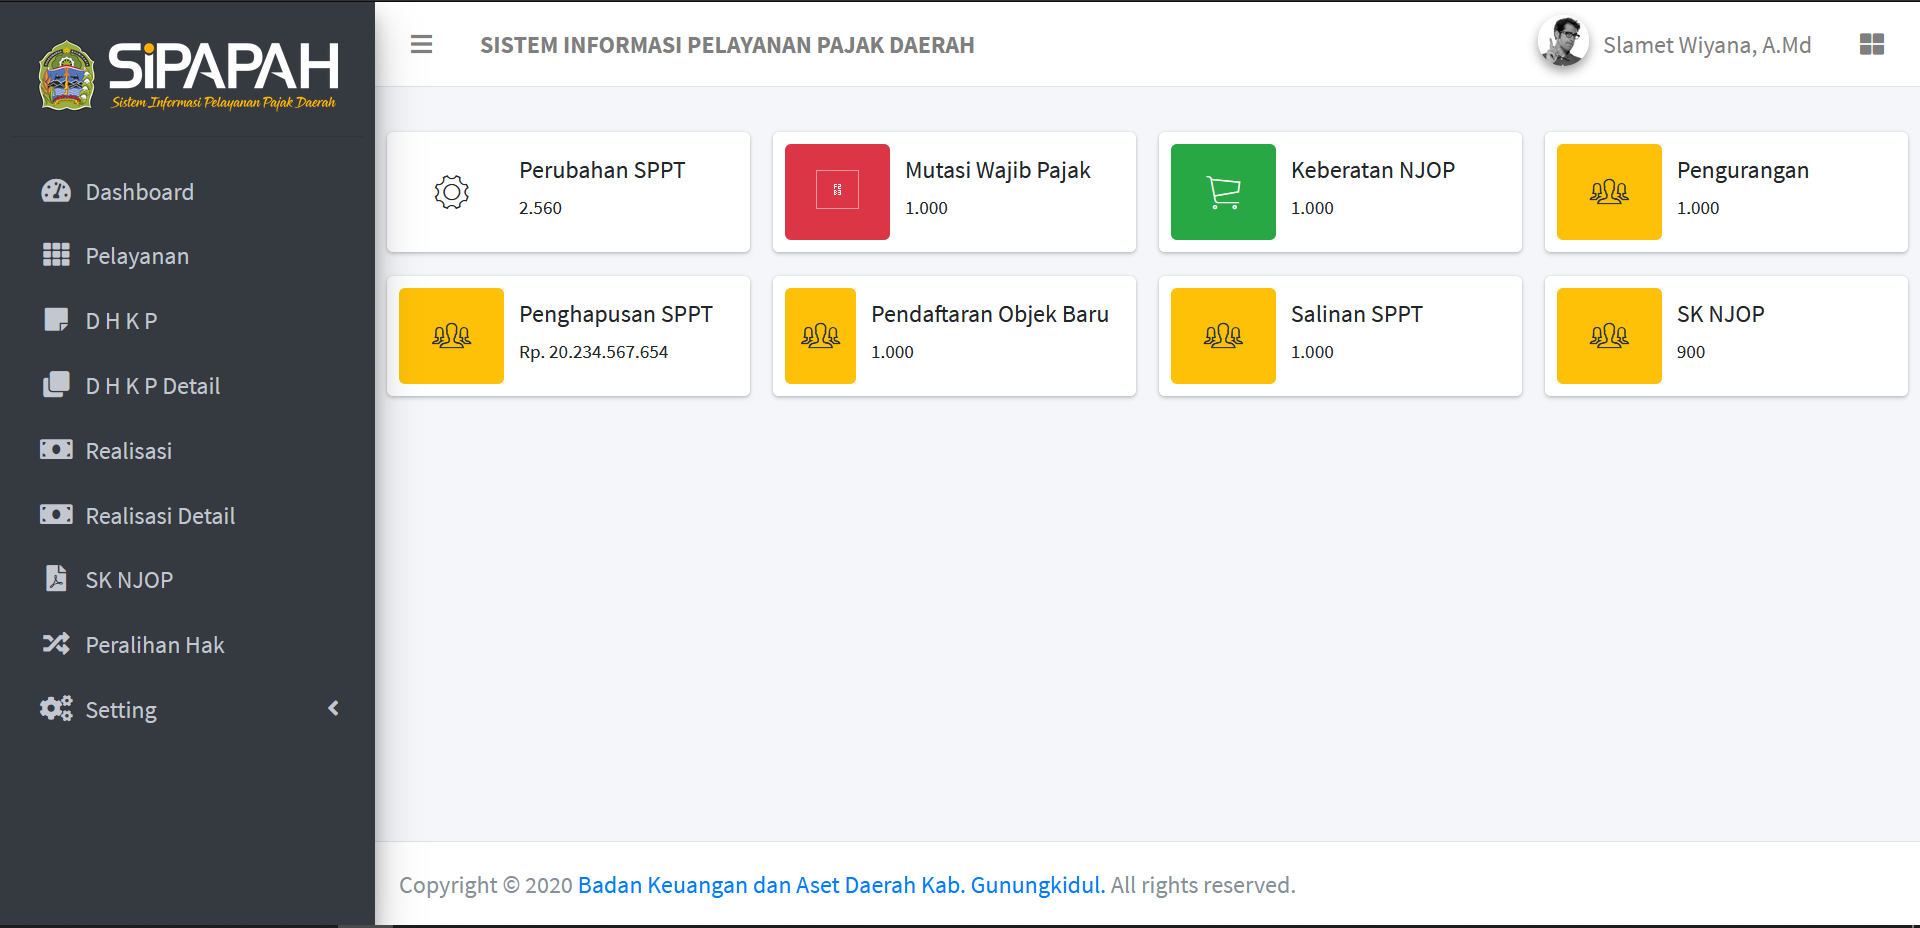 SiPAPAH
Sistem Informasi Pelayanan Pajak Daerah
Dashboard
Pelayanan
D H K P
D H K P Detail
Realisasi
Realisasi Detail
SK NJOP
Peralihan Hak
Setting
SISTEM INFORMASI PELAYANAN PAJAK DAERAH
Slamet Wiyana, A.Md
Perubahan SPPT
2.560
Mutasi Wajib Pajak
1.000
Keberatan NJOP
1.000
Pengurangan
1.000
Penghapusan SPPT
Rp. 20.234.567.654
Pendaftaran Objek Baru
1.000
Salinan SPPT
1.000
SK NJOP
900
Copyright © 2020 Badan Keuangan dan Aset Daerah Kab. Gunungkidul. All rights reserved.